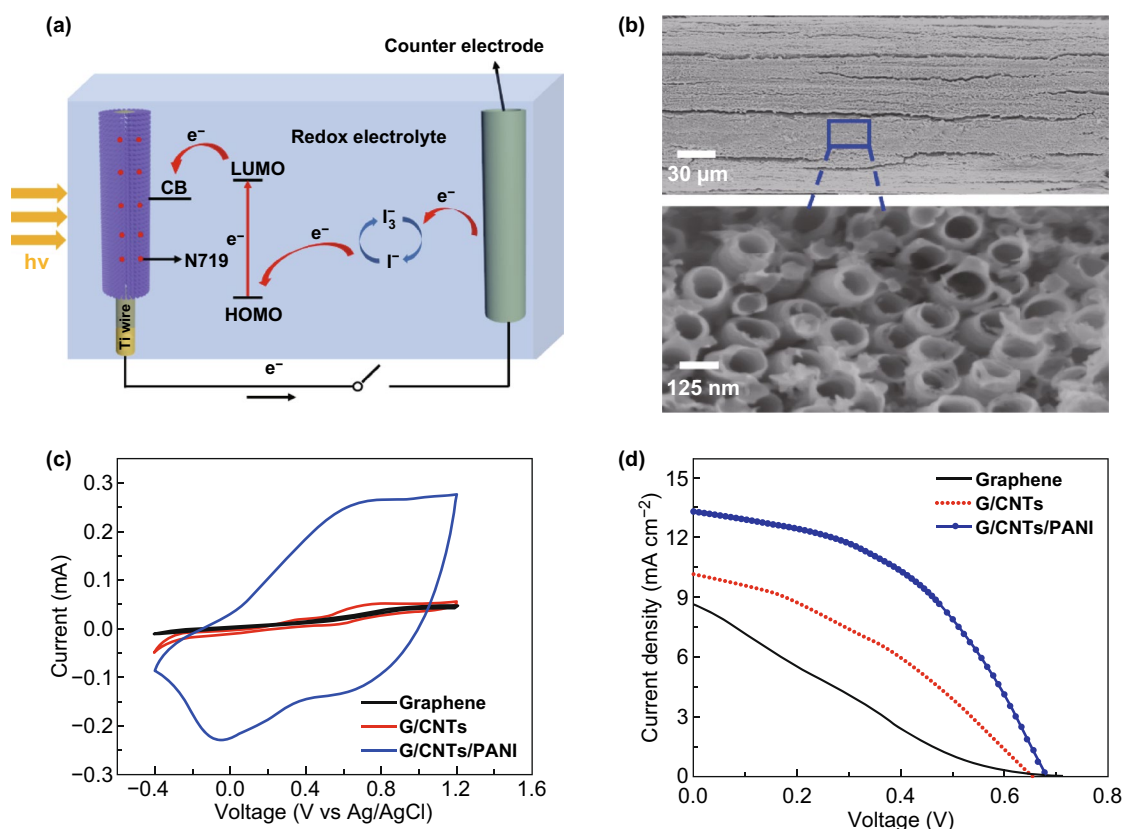 (a)
Counter electrode
Redox electrolyte
e⁻
LUMO
CB
e⁻
I₃⁻
e⁻
e⁻
I⁻
N719
hv
HOMO
Ti wire
e⁻
(b)
30 μm
125 nm
(c)
0.3
0.2
0.1
0.0
−0.1
−0.2
−0.3
Current (mA)
Graphene
G/CNTs
G/CNTs/PANI
−0.4 0.0 0.4 0.8 1.2 1.6
Voltage (V vs Ag/AgCl)
(d)
15
12
9
6
3
0
Current density (mA cm⁻²)
Graphene
G/CNTs
G/CNTs/PANI
0.0 0.2 0.4 0.6 0.8
Voltage (V)